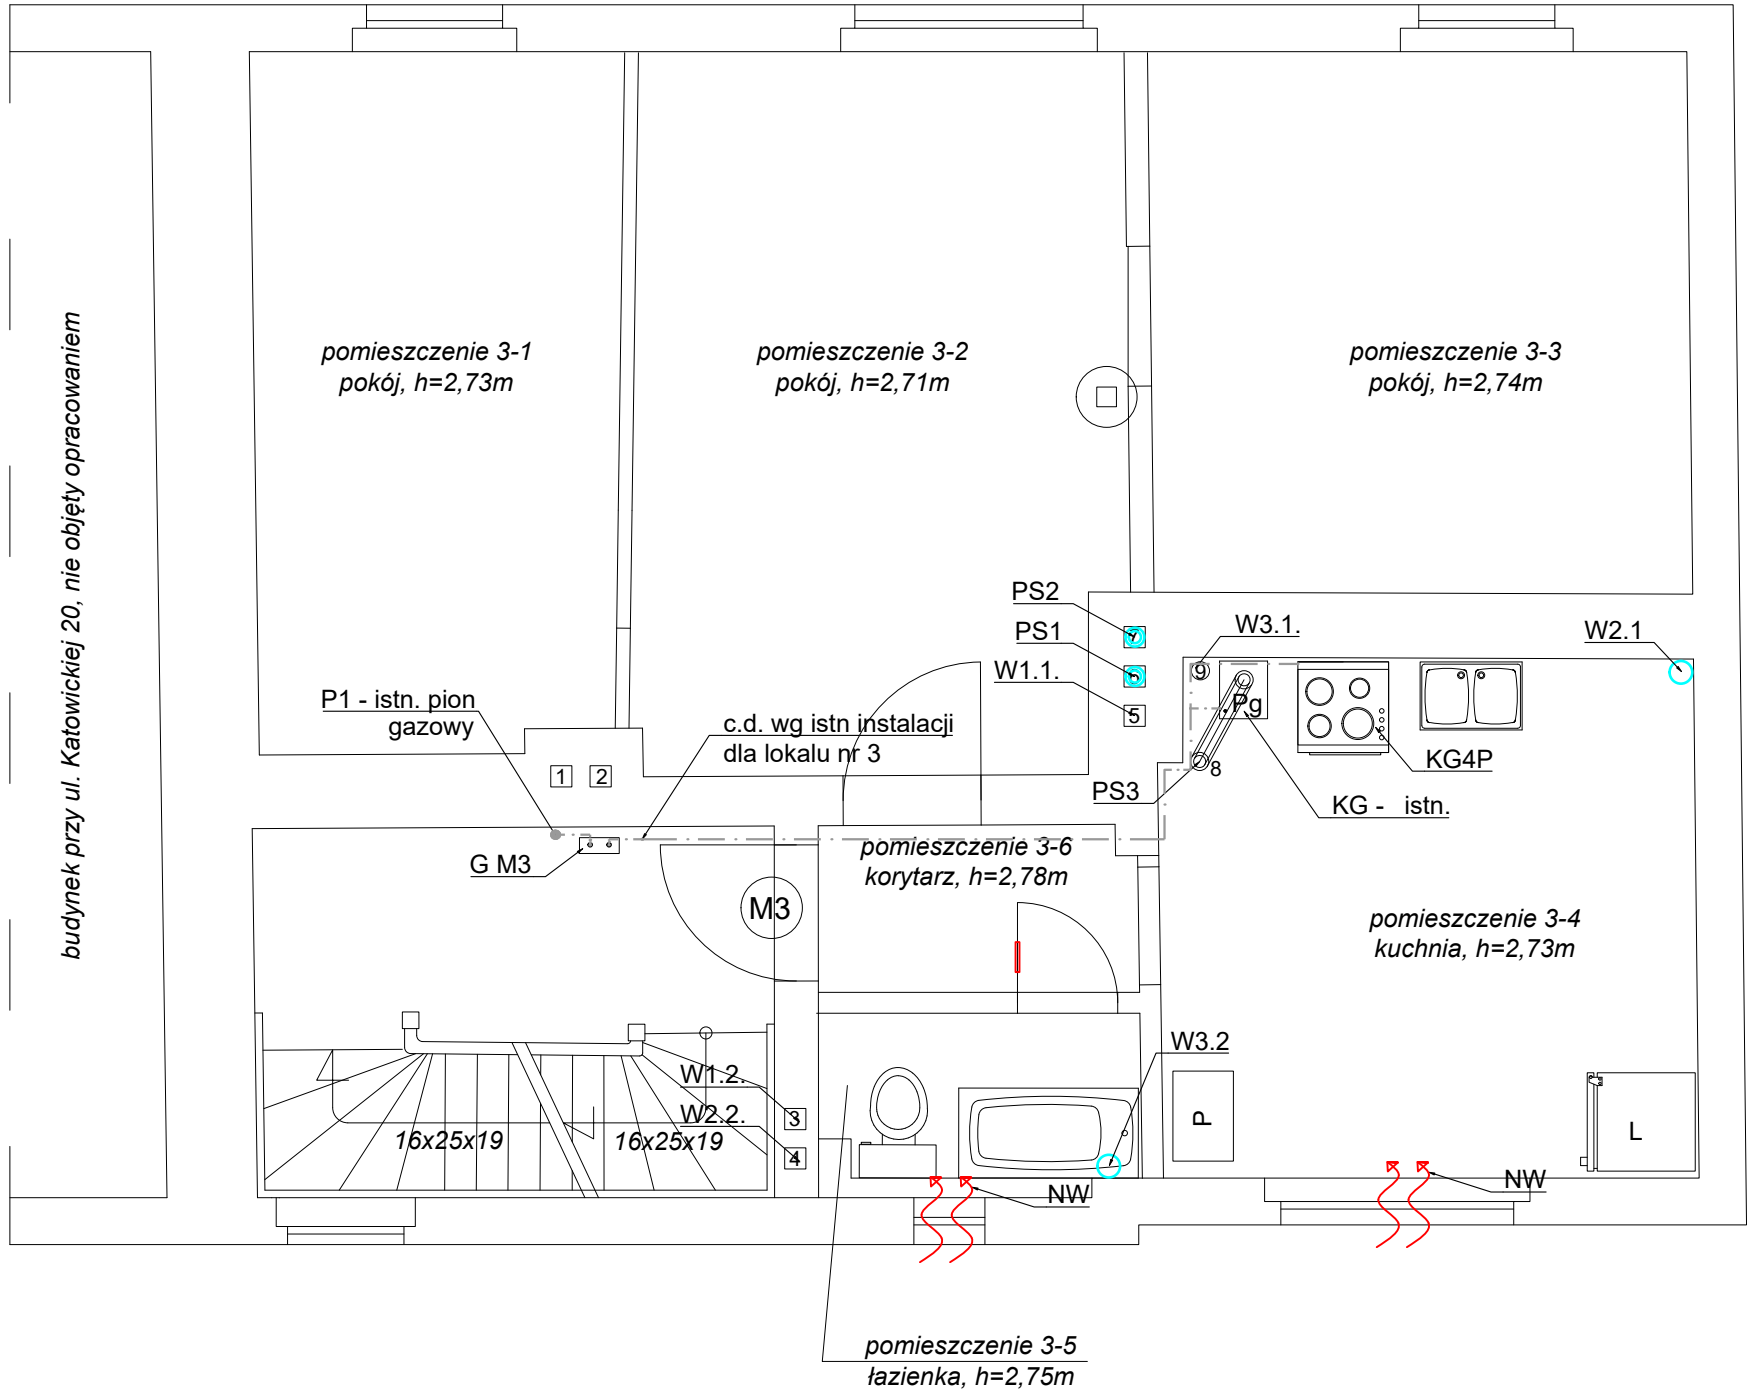 budynek przy ul. Katowickiej 20, nie objęty opracowaniem
pomieszczenie 3-1
pokój, h=2,73m
pomieszczenie 3-2
pokój, h=2,71m
pomieszczenie 3-3
pokój, h=2,74m
PS2
PS1
W1.1.
5
W3.1.
9
W2.1
Pg
P1 - istn. pion
gazowy
c.d. wg istn instalacji
dla lokalu nr 3
1
2
8
PS3
KG4P
KG - istn.
G M3
M3
pomieszczenie 3-6
korytarz, h=2,78m
pomieszczenie 3-4
kuchnia, h=2,73m
W3.2
W1.2.
3
W2.2.
4
16x25x19
16x25x19
P
L
NW
NW
pomieszczenie 3-5
łazienka, h=2,75m